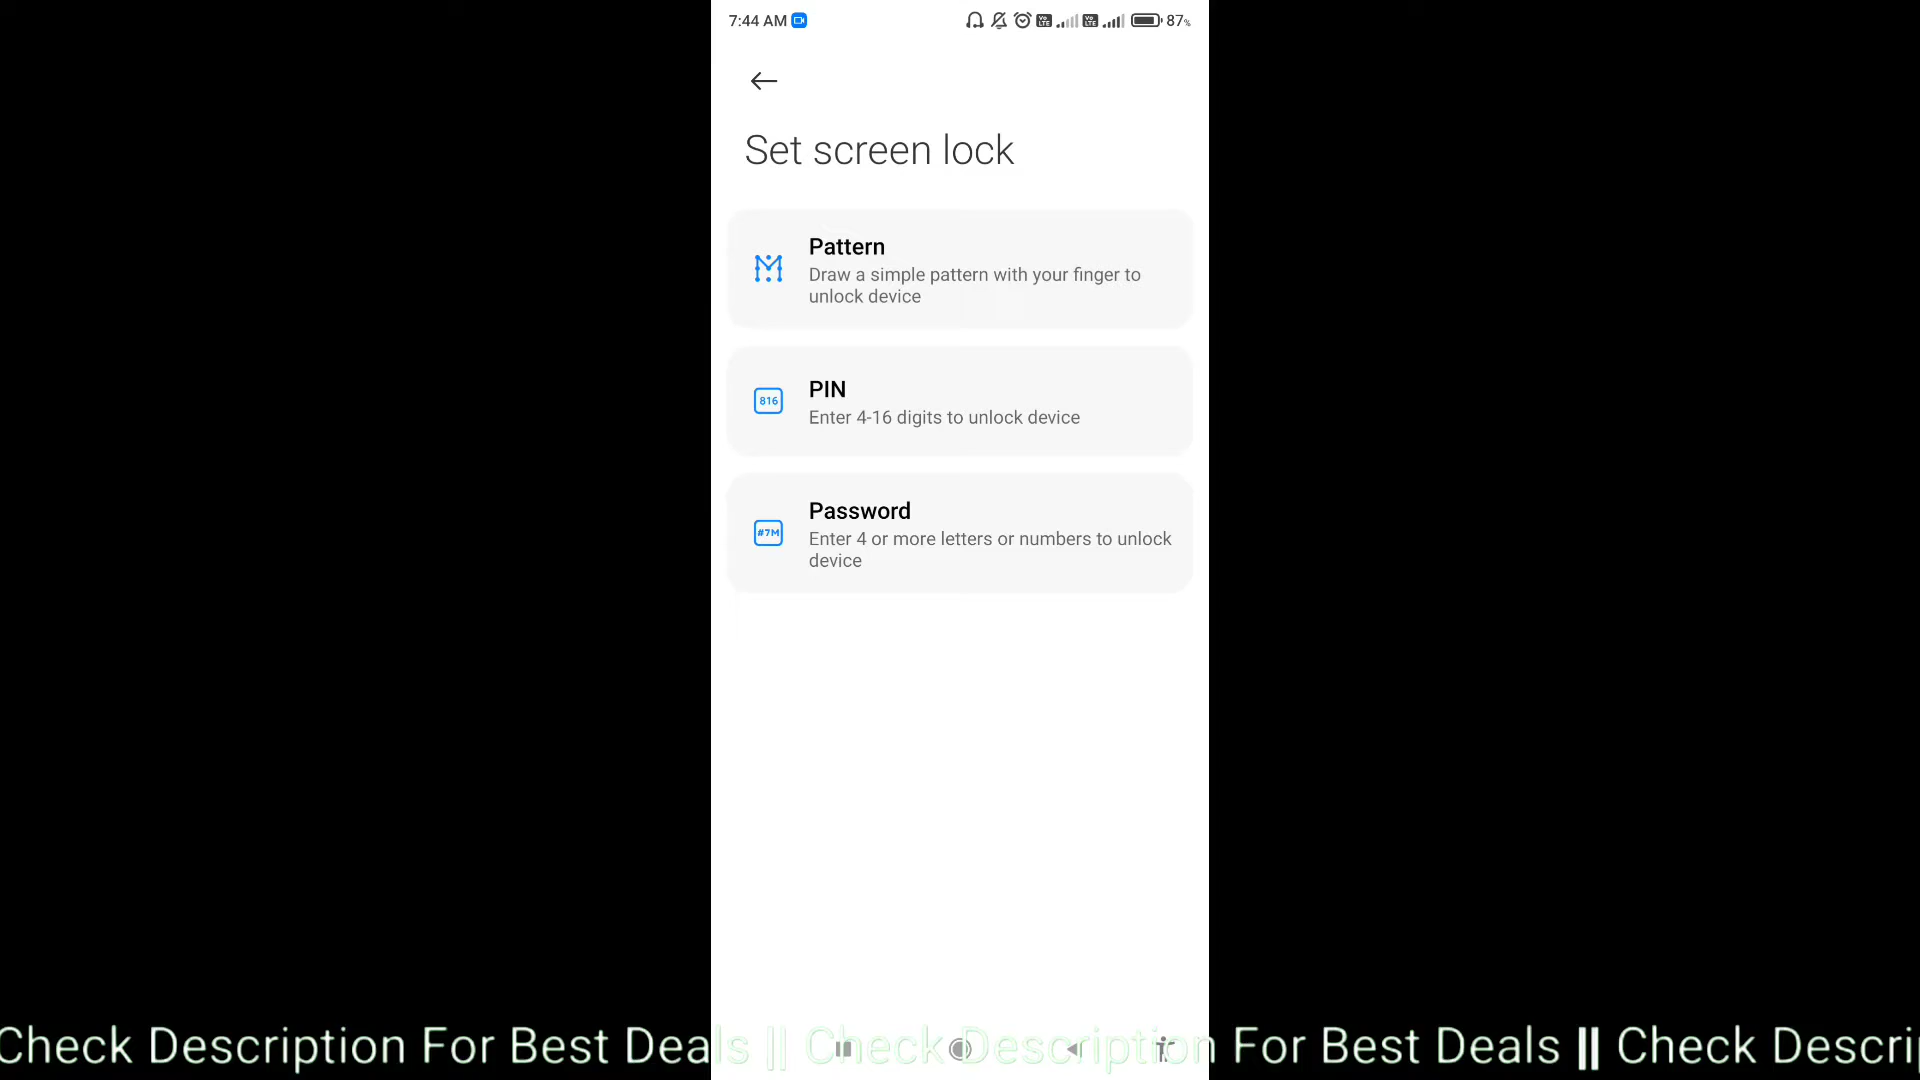 7:44 AM
87%
Set screen lock
Pattern
Draw a simple pattern with your finger to
unlock device
816
PIN
Enter 4-16 digits to unlock device
#7M
Password
Enter 4 or more letters or numbers to unlock
device
Check Description For Best Deals || Check Description For Best Deals || Check Descri